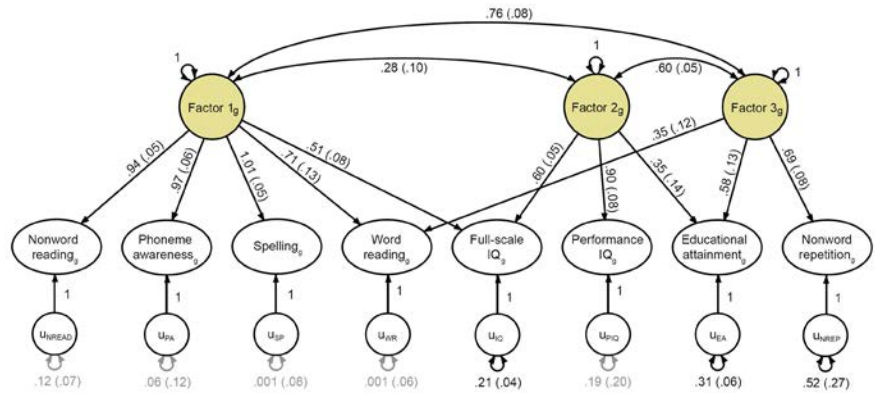 .76 (.08)
1
.28 (.10)
1
.60 (.05)
1
Factor 1g
Factor 2g
Factor 3g
.94 (.05)
.97 (.06)
1.01 (.05)
.71 (.13)
.51 (.08)
.60 (.05)
.90 (.08)
.35 (.14)
.35 (.12)
.58 (.13)
.69 (.08)
Nonword
readingg
Phoneme
awarenessg
Spellingg
Word
readingg
Full-scale
IQg
Performance
IQg
Educational
attainmentg
Nonword
repetitiong
1 1 1 1 1 1 1 1
uNREAD uPA uSP uWR uIQ uPIQ uEA uNREP
.12 (.07) .06 (.12) .001 (.08) .001 (.06) .21 (.04) .19 (.20) .31 (.06) .52 (.27)